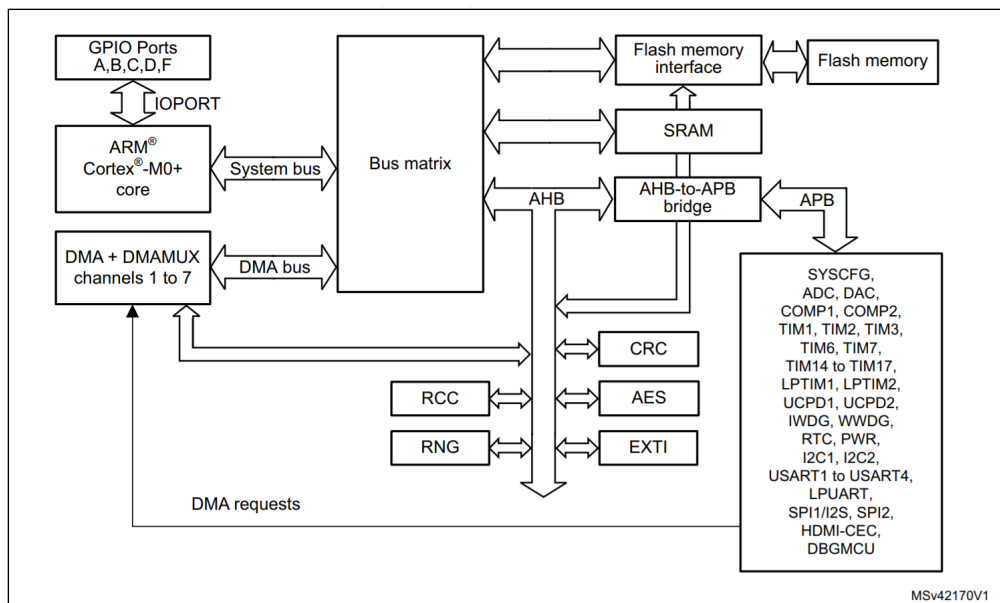 GPIO Ports
A,B,C,D,F
IOPORT
ARM®
Cortex®-M0+
core
System bus
DMA + DMAMUX
channels 1 to 7
DMA bus
Bus matrix
Flash memory
interface
Flash memory
SRAM
AHB
AHB-to-APB
bridge
APB
CRC
RCC
AES
RNG
EXTI
DMA requests
SYSCFG,
ADC, DAC,
COMP1, COMP2,
TIM1, TIM2, TIM3,
TIM6, TIM7,
TIM14 to TIM17,
LPTIM1, LPTIM2,
UCPD1, UCPD2,
IWDG, WWDG,
RTC, PWR,
I2C1, I2C2,
USART1 to USART4,
LPUART,
SPI1/I2S, SPI2,
HDMI-CEC,
DBGMCU
MSv42170V1